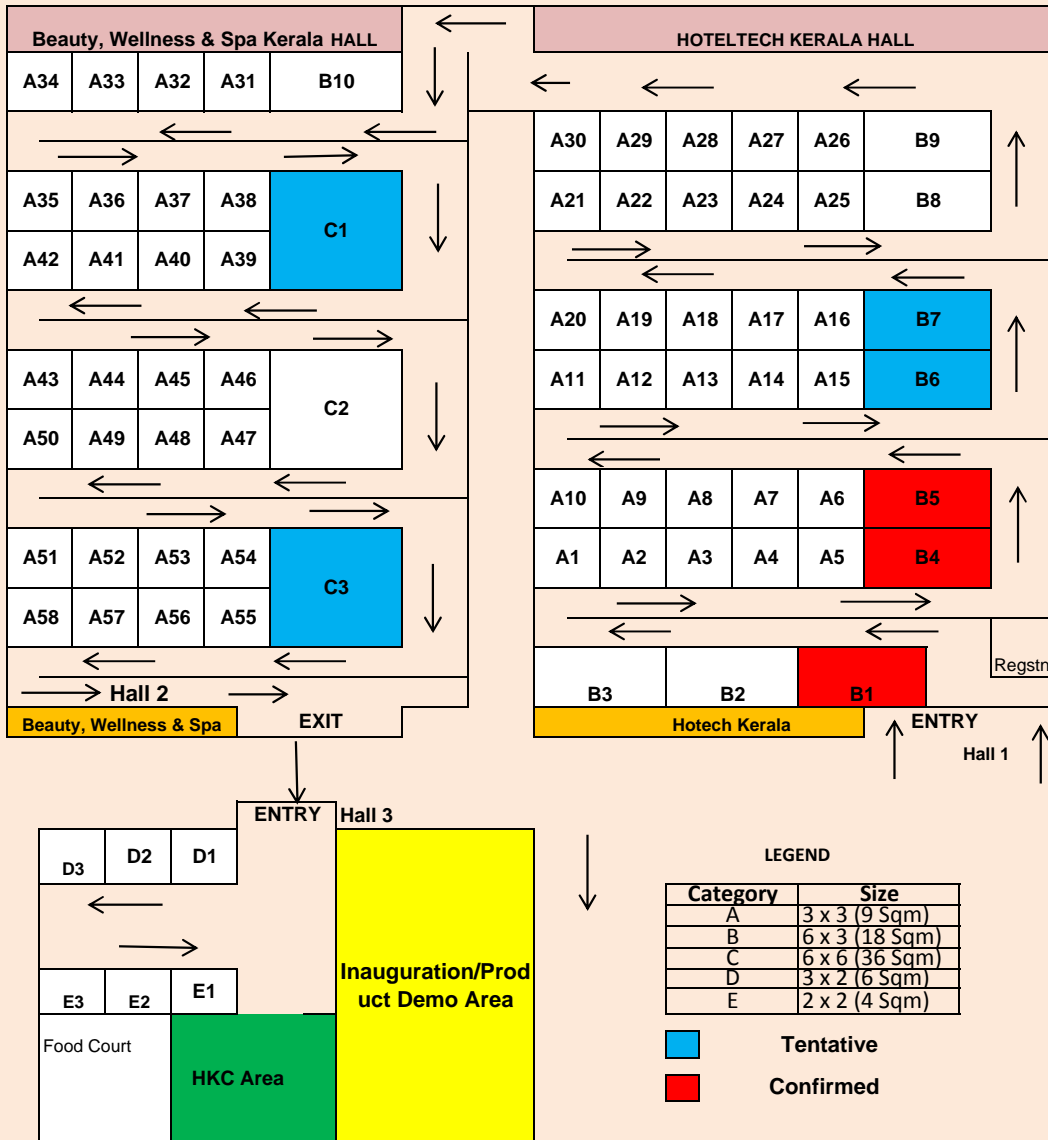 Beauty, Wellness & Spa Kerala HALL
HOTELTECH KERALA HALL
A34 A33 A32 A31 B10
A30 A29 A28 A27 A26 B9
A21 A22 A23 A24 A25 B8
A35 A36 A37 A38 C1
A42 A41 A40 A39
A20 A19 A18 A17 A16 B7
A11 A12 A13 A14 A15 B6
A43 A44 A45 A46 C2
A50 A49 A48 A47
A10 A9 A8 A7 A6 B5
A1 A2 A3 A4 A5 B4
A51 A52 A53 A54 C3
A58 A57 A56 A55
Regstn
B3 B2 B1
Hall 2
Beauty, Wellness & Spa EXIT
Hotech Kerala ENTRY
Hall 1
ENTRY Hall 3
D3 D2 D1
E3 E2 E1
Inauguration/Prod
uct Demo Area
Food Court
HKC Area
LEGEND
Category Size
A 3 x 3 (9 Sqm)
B 6 x 3 (18 Sqm)
C 6 x 6 (36 Sqm)
D 3 x 2 (6 Sqm)
E 2 x 2 (4 Sqm)
Tentative
Confirmed